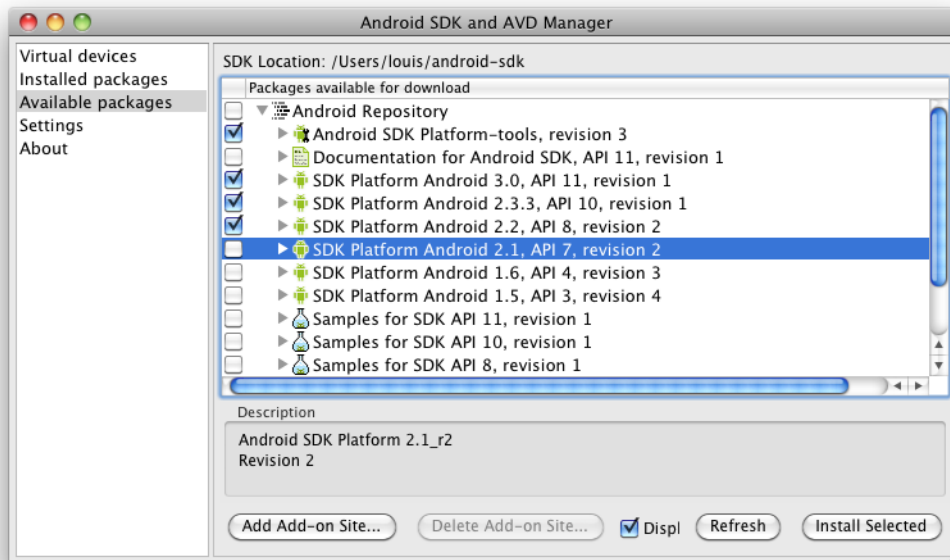 Android SDK and AVD Manager
Virtual devices
Installed packages
Available packages
Settings
About
SDK Location: /Users/louis/android-sdk
Packages available for download
Android Repository
Android SDK Platform-tools, revision 3
Documentation for Android SDK, API 11, revision 1
SDK Platform Android 3.0, API 11, revision 1
SDK Platform Android 2.3.3, API 10, revision 1
SDK Platform Android 2.2, API 8, revision 2
SDK Platform Android 2.1, API 7, revision 2
SDK Platform Android 1.6, API 4, revision 3
SDK Platform Android 1.5, API 3, revision 4
Samples for SDK API 11, revision 1
Samples for SDK API 10, revision 1
Samples for SDK API 8, revision 1
Description
Android SDK Platform 2.1_r2
Revision 2
Add Add-on Site... Delete Add-on Site... Displ Refresh Install Selected